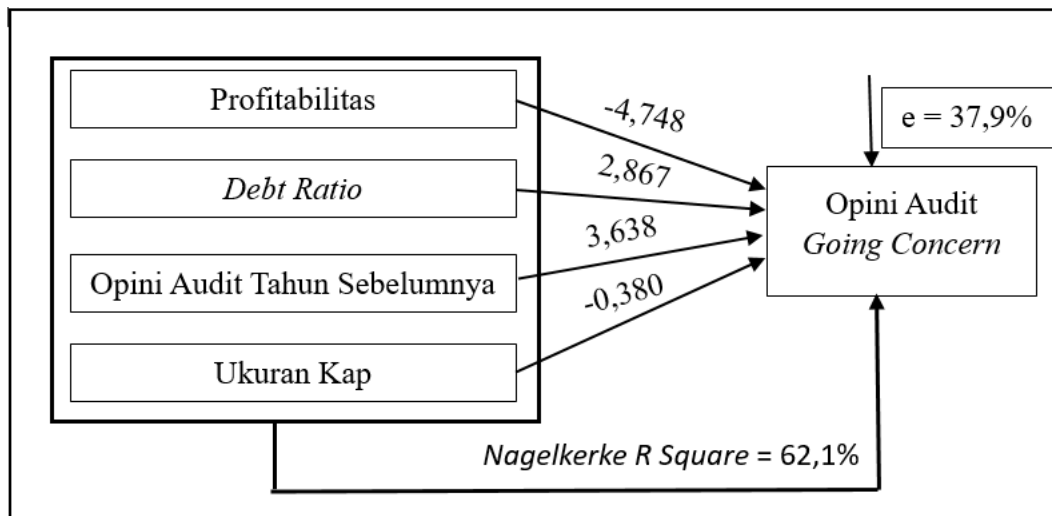 Profitabilitas
-4,748
e = 37,9%
Debt Ratio
2,867
Opini Audit
Going Concern
Opini Audit Tahun Sebelumnya
3,638
-0,380
Ukuran Kap
Nagelkerke R Square = 62,1%